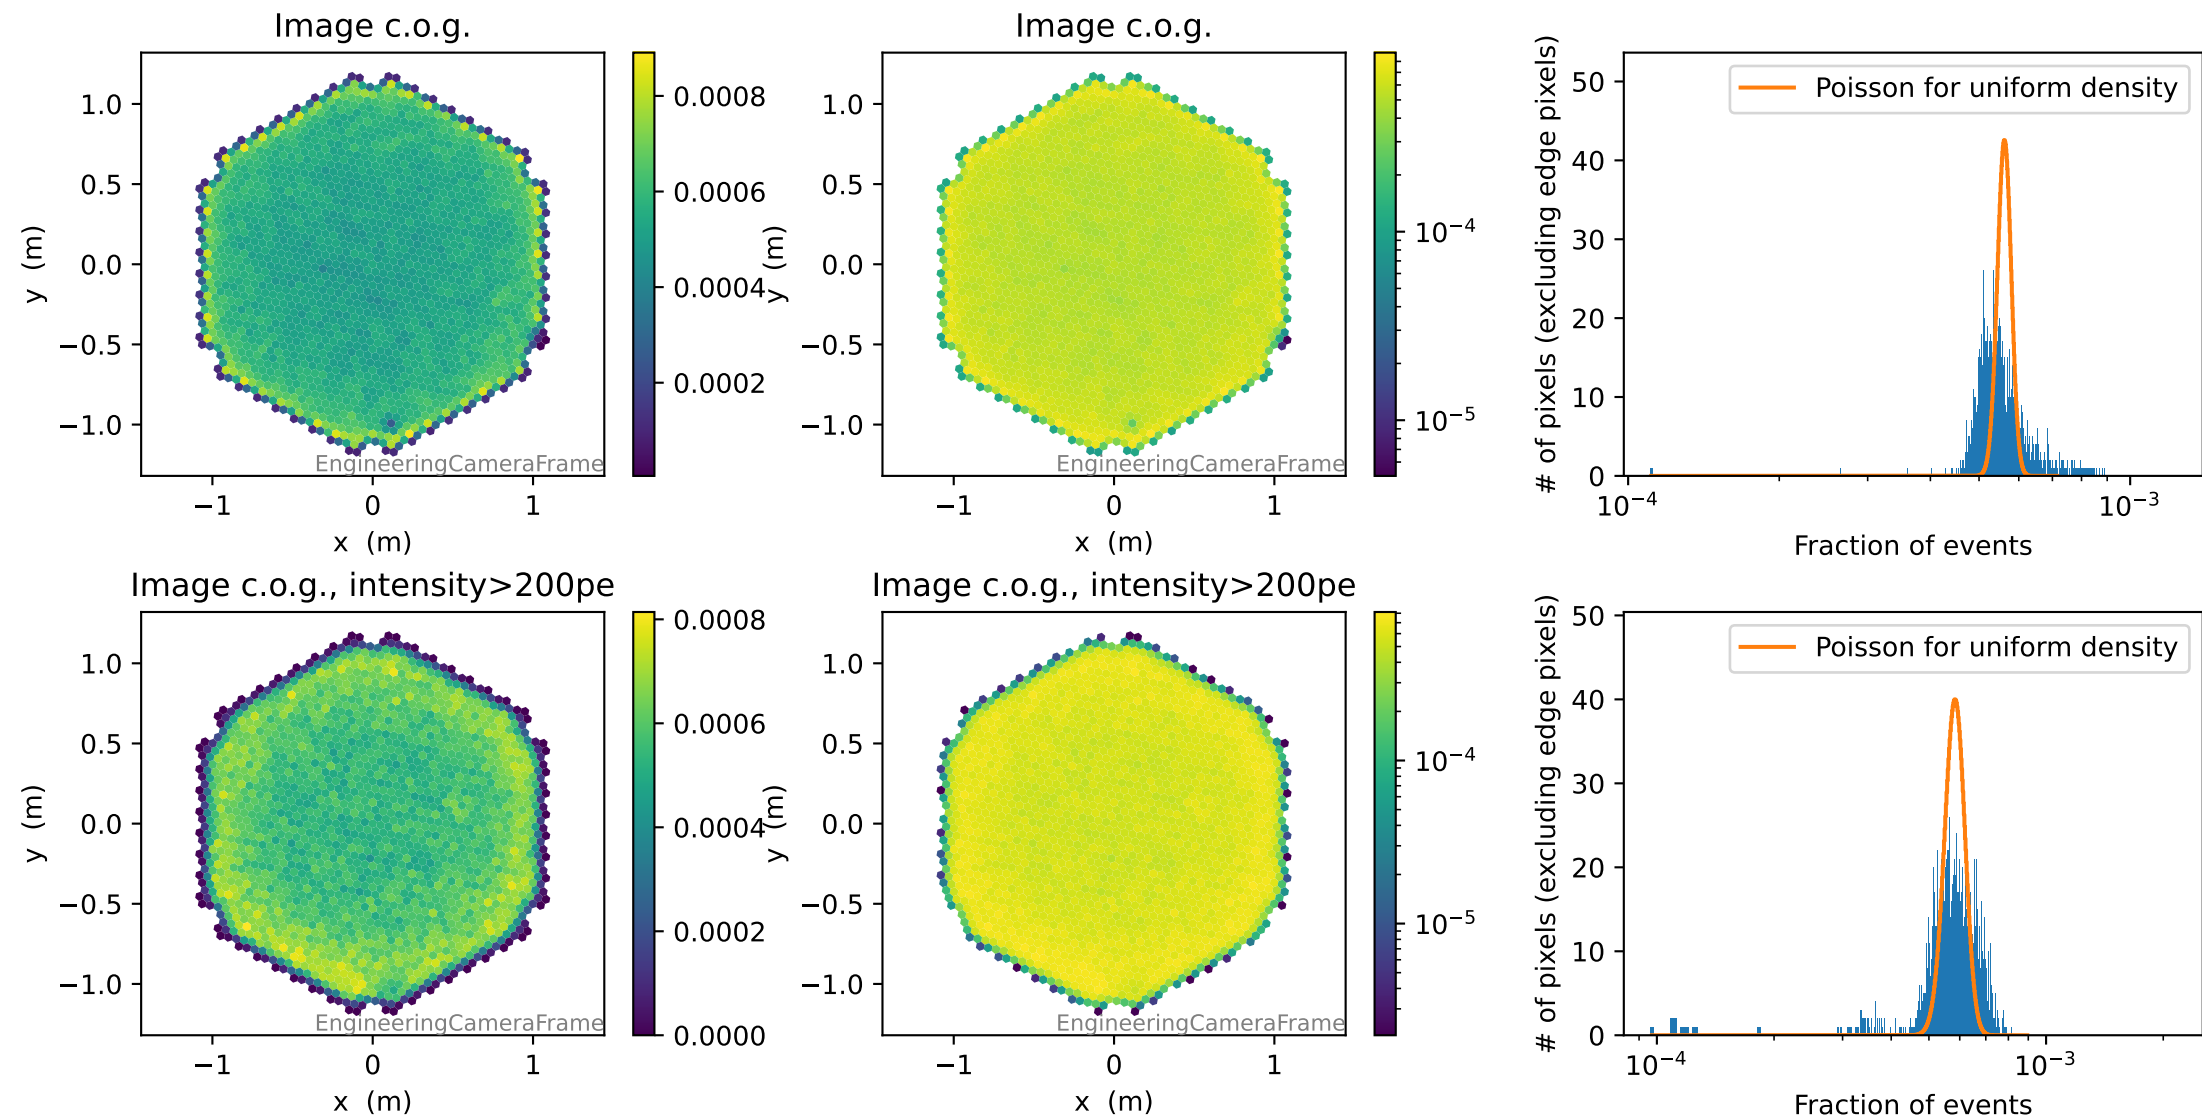 Image c.o.g.
1.0
0.5
0.0
−0.5
−1.0
y (m)
−1
0
1
x (m)
EngineeringCameraFrame
0.0008
0.0006
0.0004
0.0002
Image c.o.g.
1.0
0.5
0.0
−0.5
−1.0
y (m)
−1
0
1
x (m)
EngineeringCameraFrame
10⁻⁴
10⁻⁵
# of pixels (excluding edge pixels)
50
40
30
20
10
0
Poisson for uniform density
10⁻⁴
10⁻³
Fraction of events
Image c.o.g., intensity>200pe
1.0
0.5
0.0
−0.5
−1.0
y (m)
−1
0
1
x (m)
EngineeringCameraFrame
0.0008
0.0006
0.0004
0.0002
0.0000
Image c.o.g., intensity>200pe
1.0
0.5
0.0
−0.5
−1.0
y (m)
−1
0
1
x (m)
EngineeringCameraFrame
10⁻⁴
10⁻⁵
# of pixels (excluding edge pixels)
50
40
30
20
10
0
Poisson for uniform density
10⁻⁴
10⁻³
Fraction of events